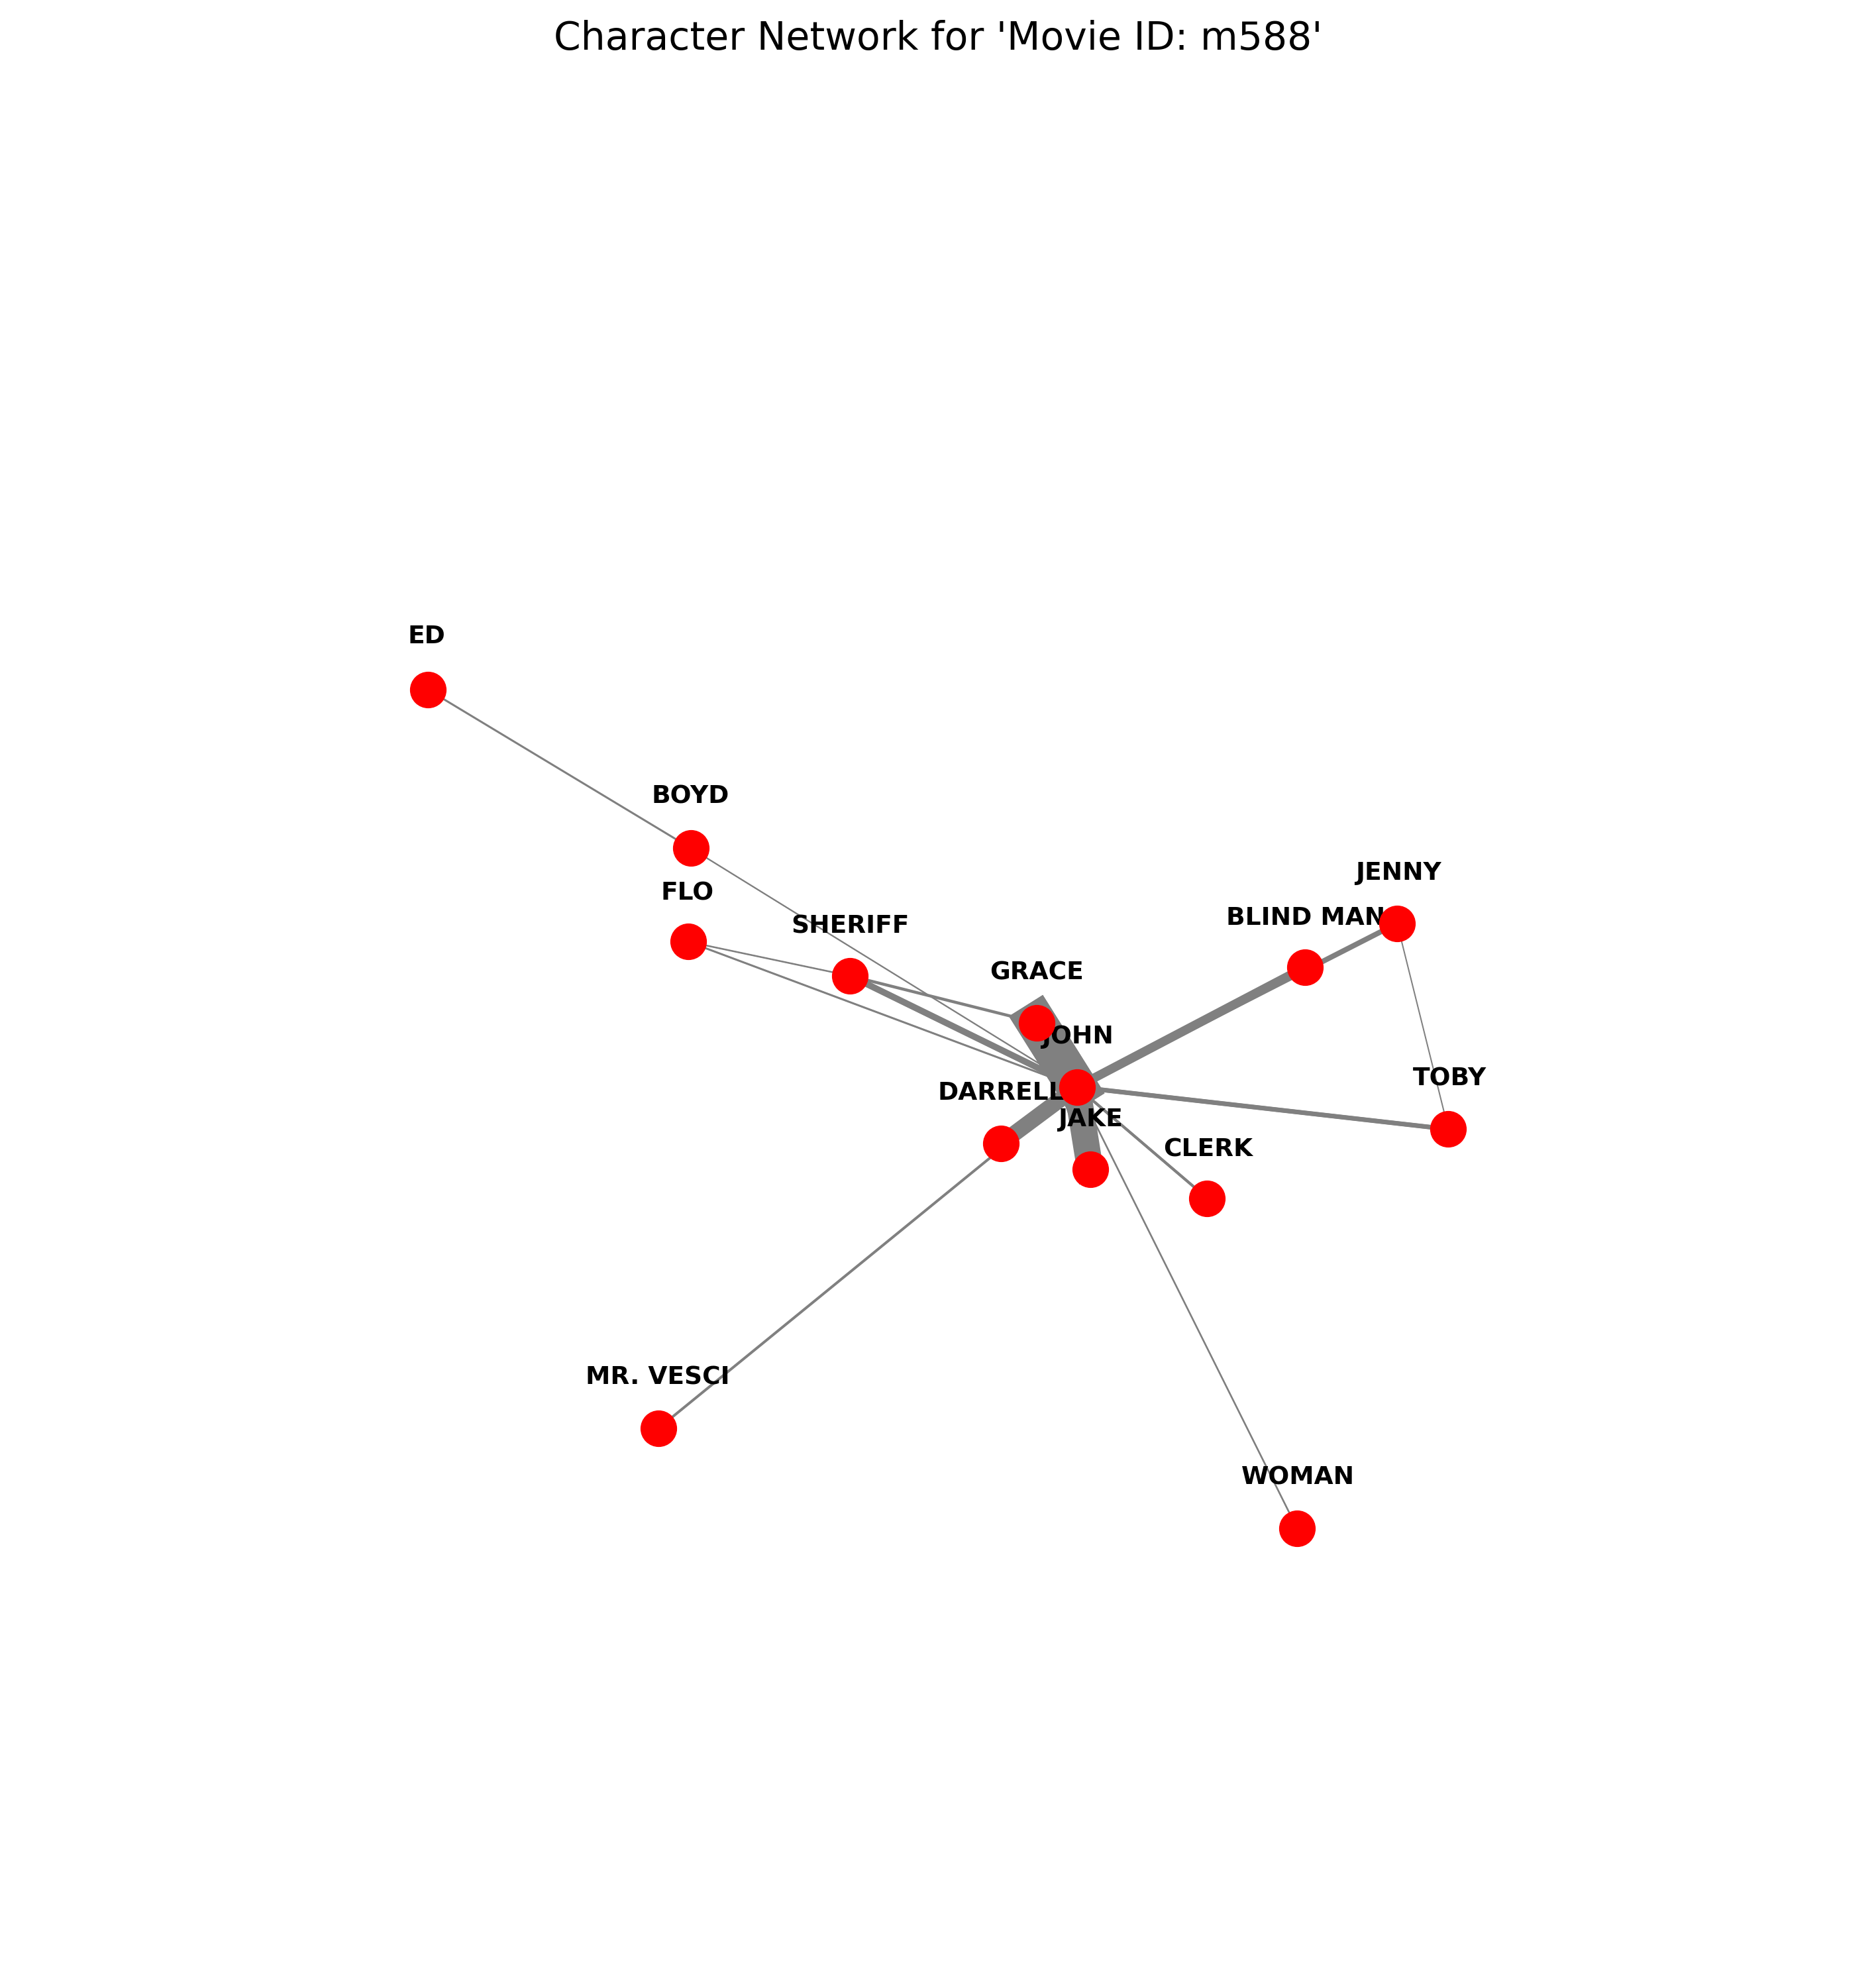 Character Network for 'Movie ID: m588'
ED
BOYD
JENNY
FLO
BLIND MAN
SHERIFF
GRACE
JOHN
TOBY
DARRELL
JAKE
CLERK
MR. VESCI
WOMAN